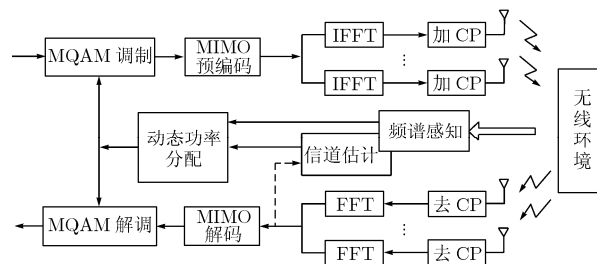 MQAM 调制
MIMO
预编码
IFFT
加 CP
⋮
IFFT
加 CP
动态功率
分配
频谱感知
信道估计
无线环境
MQAM 解调
MIMO
解码
FFT
去 CP
⋮
FFT
去 CP